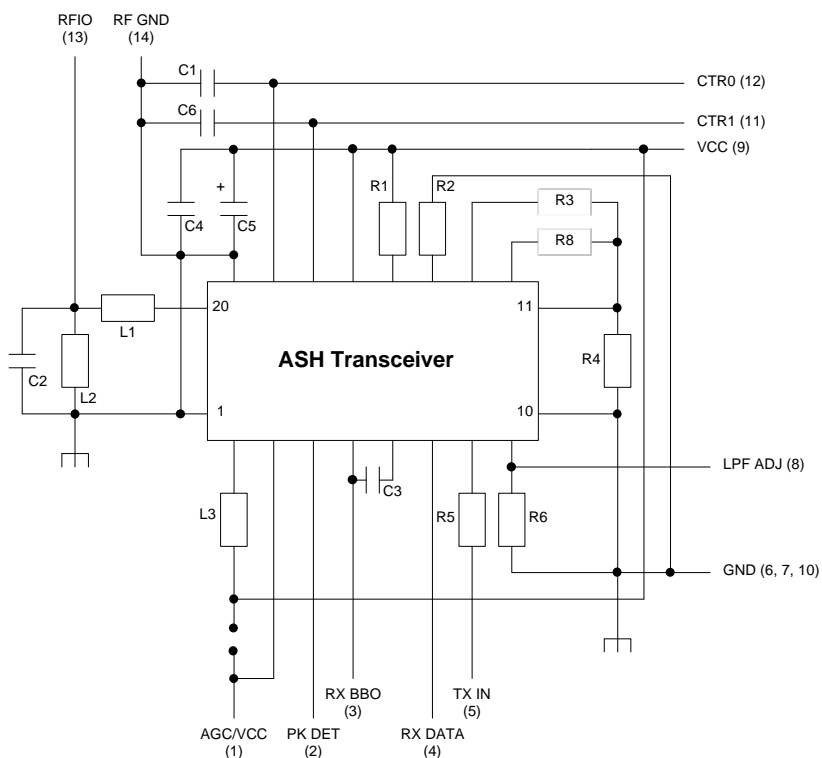 RFIO
(13)
RF GND
(14)
C1
CTR0 (12)
C6
CTR1 (11)
VCC (9)
R1
R2
+
R3
C4
C5
R8
20
11
L1
ASH Transceiver
R4
C2
L2
1
10
LPF ADJ (8)
C3
L3
R5
R6
GND (6, 7, 10)
RX BBO
(3)
TX IN
(5)
AGC/VCC
(1)
PK DET
(2)
RX DATA
(4)